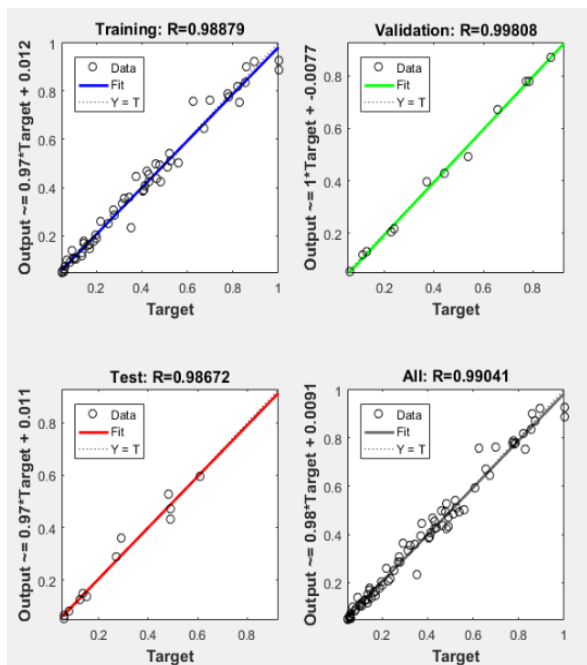 Training: R=0.98879
Output ~= 0.97*Target + 0.012
Data
Fit
Y = T
1
0.8
0.6
0.4
0.2
0.2
0.4
0.6
0.8
1
Target
Validation: R=0.99808
Output ~= 1*Target + -0.0077
Data
Fit
Y = T
0.8
0.6
0.4
0.2
0.2
0.4
0.6
0.8
Target
Test: R=0.98672
Output ~= 0.97*Target + 0.011
Data
Fit
Y = T
0.8
0.6
0.4
0.2
0.2
0.4
0.6
0.8
Target
All: R=0.99041
Output ~= 0.98*Target + 0.0091
Data
Fit
Y = T
1
0.8
0.6
0.4
0.2
0.2
0.4
0.6
0.8
1
Target